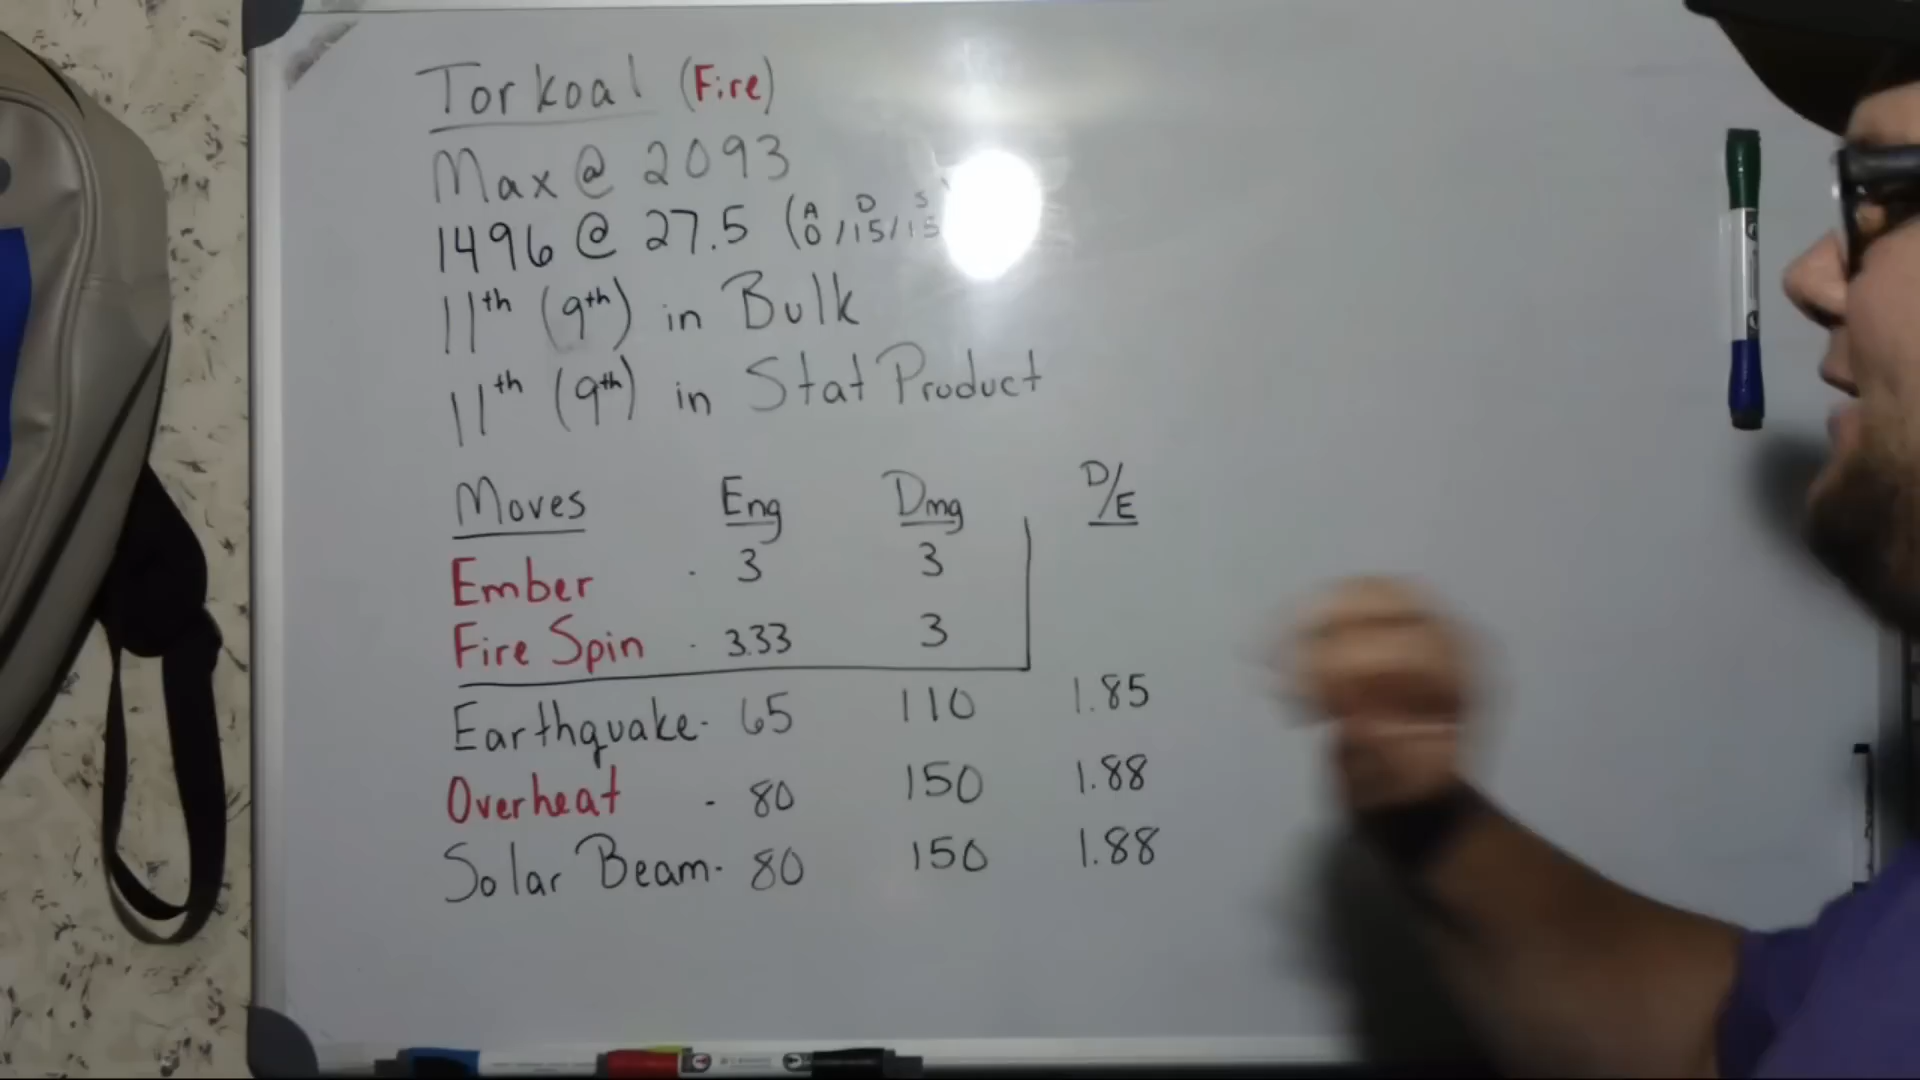 Torkoal (Fire)
Max @ 2093
1496 @ 27.5 (0/15/15
A D S
11th (9th) in Bulk
11th (9th) in Stat Product
Moves Eng Dmg D/E
Ember . 3 3
Fire Spin . 3.33 3
Earthquake - 65 110 1.85
Overheat - 80 150 1.88
Solar Beam - 80 150 1.88